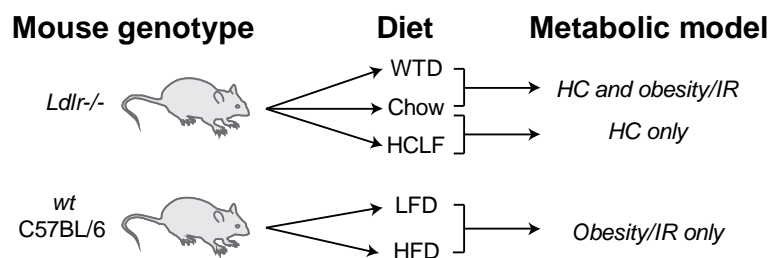 Mouse genotype Diet Metabolic model
Ldlr-/-
WTD
Chow
HCLF
HC and obesity/IR
HC only
wt
C57BL/6
LFD
HFD
Obesity/IR only